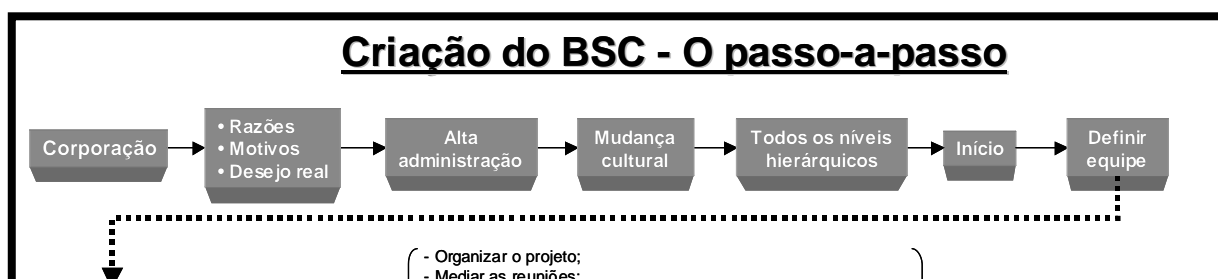 Criação do BSC - O passo-a-passo
Corporação
• Razões
• Motivos
• Desejo real
Alta
administração
Mudança
cultural
Todos os níveis
hierárquicos
Início
Definir
equipe
- Organizar o projeto;
- Mediar as reuniões;